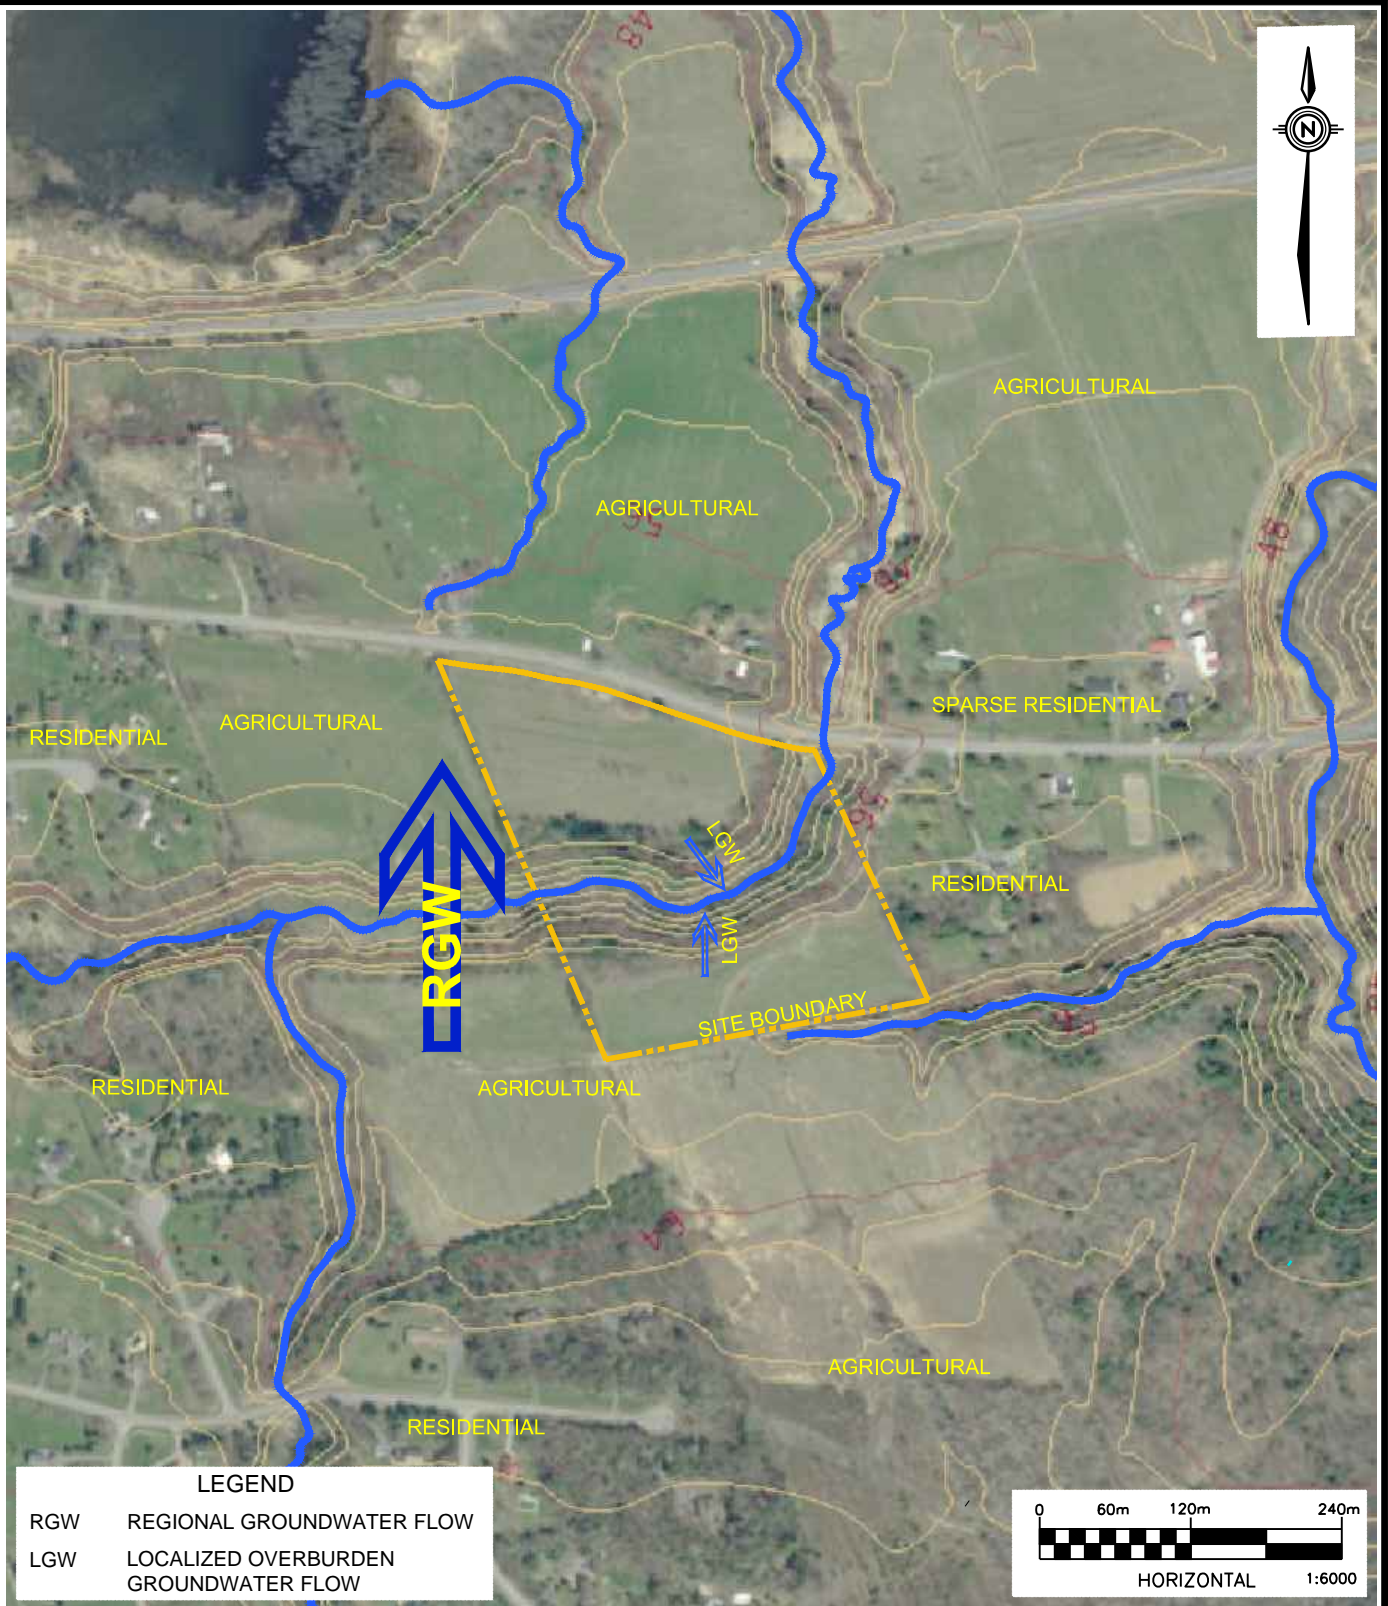 N
AGRICULTURAL
AGRICULTURAL
SPARSE RESIDENTIAL
AGRICULTURAL
RESIDENTIAL
LGW
RESIDENTIAL
RGW
LGW
SITE BOUNDARY
RESIDENTIAL
AGRICULTURAL
AGRICULTURAL
RESIDENTIAL
LEGEND
RGW REGIONAL GROUNDWATER FLOW
LGW LOCALIZED OVERBURDEN
GROUNDWATER FLOW
0 60m 120m 240m
HORIZONTAL 1:6000